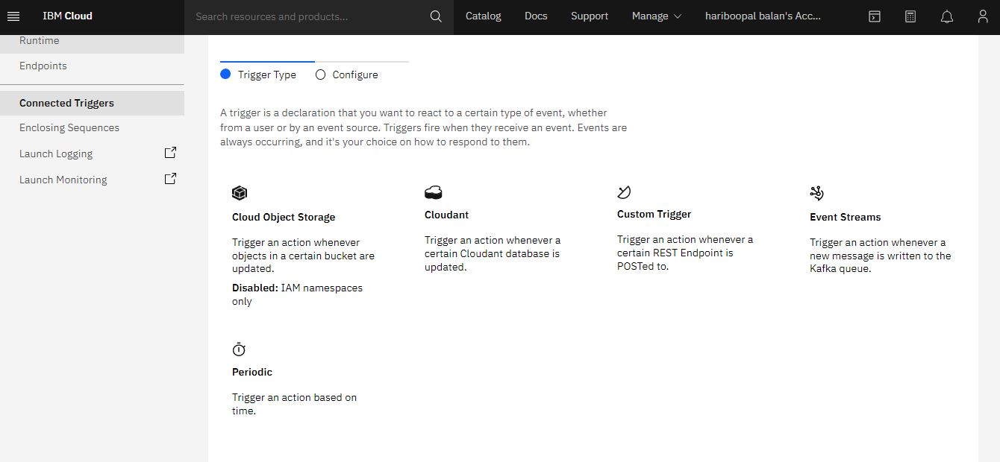 IBM Cloud
Search resources and products...
Catalog
Docs
Support
Manage
hariboopal balan's Acc...
Runtime
Endpoints
Connected Triggers
Enclosing Sequences
Launch Logging
Launch Monitoring
Trigger Type
Configure
A trigger is a declaration that you want to react to a certain type of event, whether
from a user or by an event source. Triggers fire when they receive an event. Events are
always occurring, and it's your choice on how to respond to them.
Cloud Object Storage
Trigger an action whenever
objects in a certain bucket are
updated.
Disabled: IAM namespaces
only
Cloudant
Trigger an action whenever a
certain Cloudant database is
updated.
Custom Trigger
Trigger an action whenever a
certain REST Endpoint is
POSTed to.
Event Streams
Trigger an action whenever a
new message is written to the
Kafka queue.
Periodic
Trigger an action based on
time.